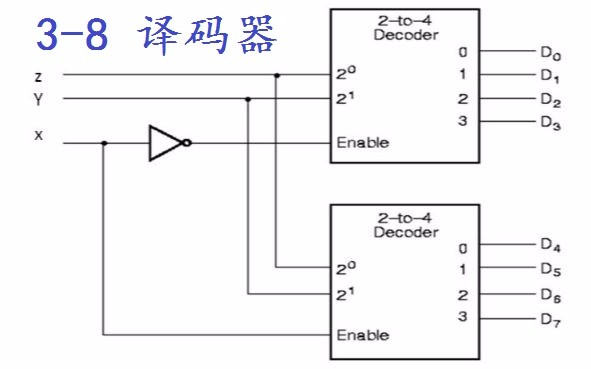 3-8 译码器
2-to-4
Decoder
z
Y
x
2⁰
2¹
Enable
0
1
2
3
D₀
D₁
D₂
D₃
2-to-4
Decoder
2⁰
2¹
Enable
0
1
2
3
D₄
D₅
D₆
D₇